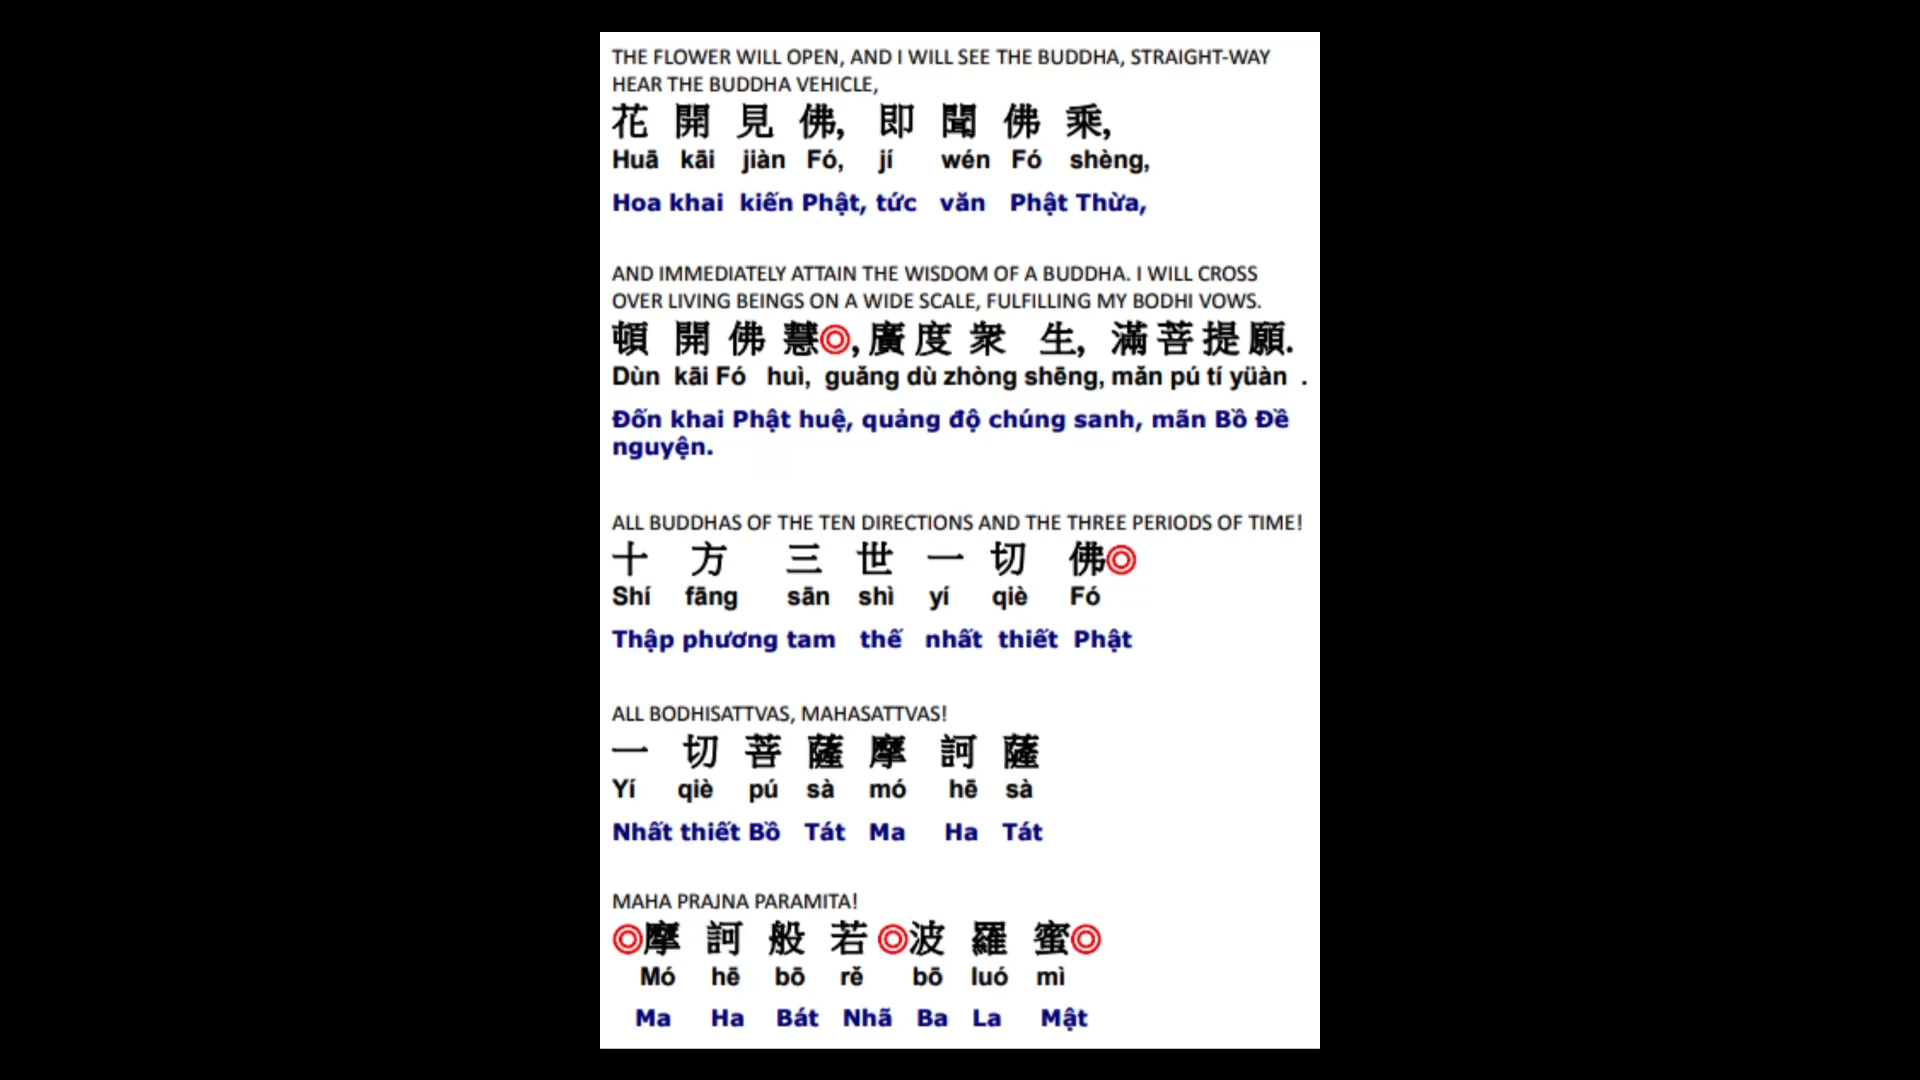 THE FLOWER WILL OPEN, AND I WILL SEE THE BUDDHA, STRAIGHT-WAY
HEAR THE BUDDHA VEHICLE,
花 開 見 佛, 即 聞 佛 乘,
Huā kāi jiàn Fó, jí wén Fó shèng,
Hoa khai kiến Phật, tức văn Phật Thừa,
AND IMMEDIATELY ATTAIN THE WISDOM OF A BUDDHA. I WILL CROSS
OVER LIVING BEINGS ON A WIDE SCALE, FULFILLING MY BODHI VOWS.
頓 開 佛 慧◎, 廣 度 衆 生, 滿 菩 提 願.
Dùn kāi Fó huì, guǎng dù zhòng shēng, mǎn pú tí yüàn .
Đốn khai Phật huệ, quảng độ chúng sanh, mãn Bồ Đề
nguyện.
ALL BUDDHAS OF THE TEN DIRECTIONS AND THE THREE PERIODS OF TIME!
十 方 三 世 一 切 佛◎
Shí fāng sān shì yí qiè Fó
Thập phương tam thế nhất thiết Phật
ALL BODHISATTVAS, MAHASATTVAS!
一 切 菩 薩 摩 訶 薩
Yí qiè pú sà mó hē sà
Nhất thiết Bồ Tát Ma Ha Tát
MAHA PRAJNA PARAMITA!
◎摩 訶 般 若 ◎波 羅 蜜◎
Mó hē bō rě bō luó mì
Ma Ha Bát Nhã Ba La Mật